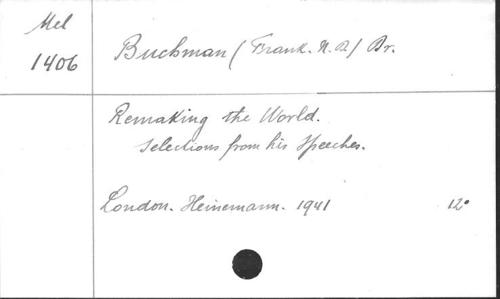 Mel
1406
Buchman (Frank. N. D) Dr.
Remaking the World.
Selections from his Speeches.
London. Heinemann. 1941 12°